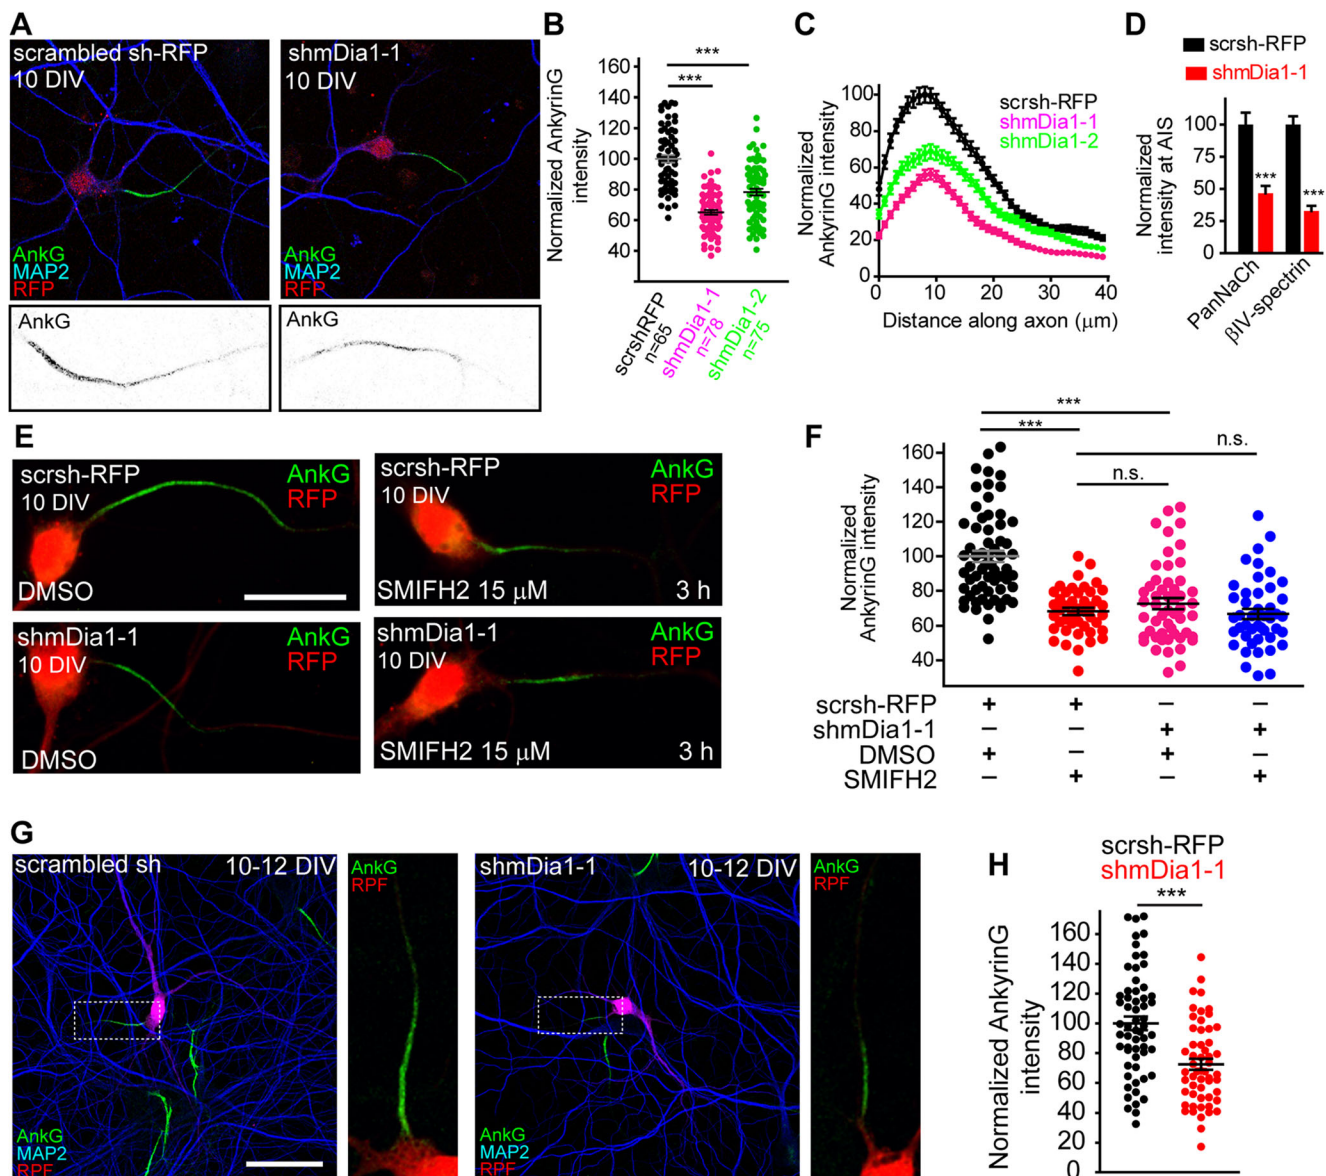 A
scrambled sh-RFP
10 DIV
AnkG
MAP2
RFP
shmDia1-1
10 DIV
AnkG
MAP2
RFP
AnkG
AnkG
B
Normalized AnkyrinG
intensity
160
140
120
100
80
60
40
***
***
scrshRFP
n=65
shmDia1-1
n=78
shmDia1-2
n=75
C
Normalized
AnkyrinG intensity
100
80
60
40
20
0
scrsh-RFP
shmDia1-1
shmDia1-2
0
10
20
30
40
Distance along axon (μm)
D
scrsh-RFP
shmDia1-1
Normalized
intensity at AIS
100
75
50
25
0
***
***
PanNaCh
βIV-spectrin
E
scrsh-RFP
10 DIV
AnkG
RFP
DMSO
scrsh-RFP
10 DIV
AnkG
RFP
SMIFH2 15 μM
3 h
shmDia1-1
10 DIV
AnkG
RFP
DMSO
shmDia1-1
10 DIV
AnkG
RFP
SMIFH2 15 μM
3 h
F
Normalized
AnkyrinG intensity
160
140
120
100
80
60
40
***
***
n.s.
n.s.
scrsh-RFP + + – –
shmDia1-1 – – + +
DMSO + – + –
SMIFH2 – + – +
G
scrambled sh
10-12 DIV
AnkG
MAP2
RPF
AnkG
RPF
shmDia1-1
10-12 DIV
AnkG
MAP2
RPF
AnkG
RPF
H
scrsh-RFP
shmDia1-1
***
Normalized AnkyrinG
intensity
160
140
120
100
80
60
40
20
0